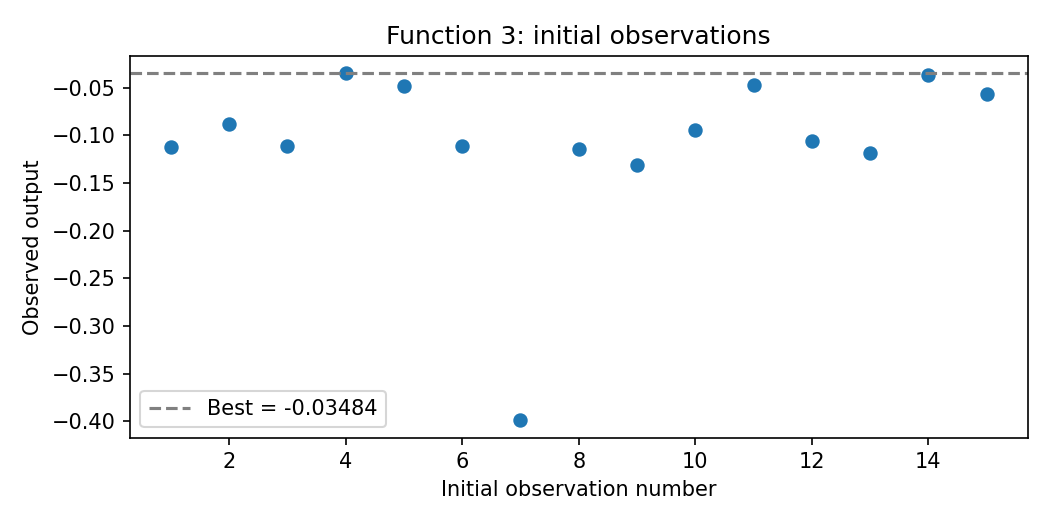 Function 3: initial observations
Observed output
−0.05
−0.10
−0.15
−0.20
−0.25
−0.30
−0.35
−0.40
Best = -0.03484
2 4 6 8 10 12 14
Initial observation number